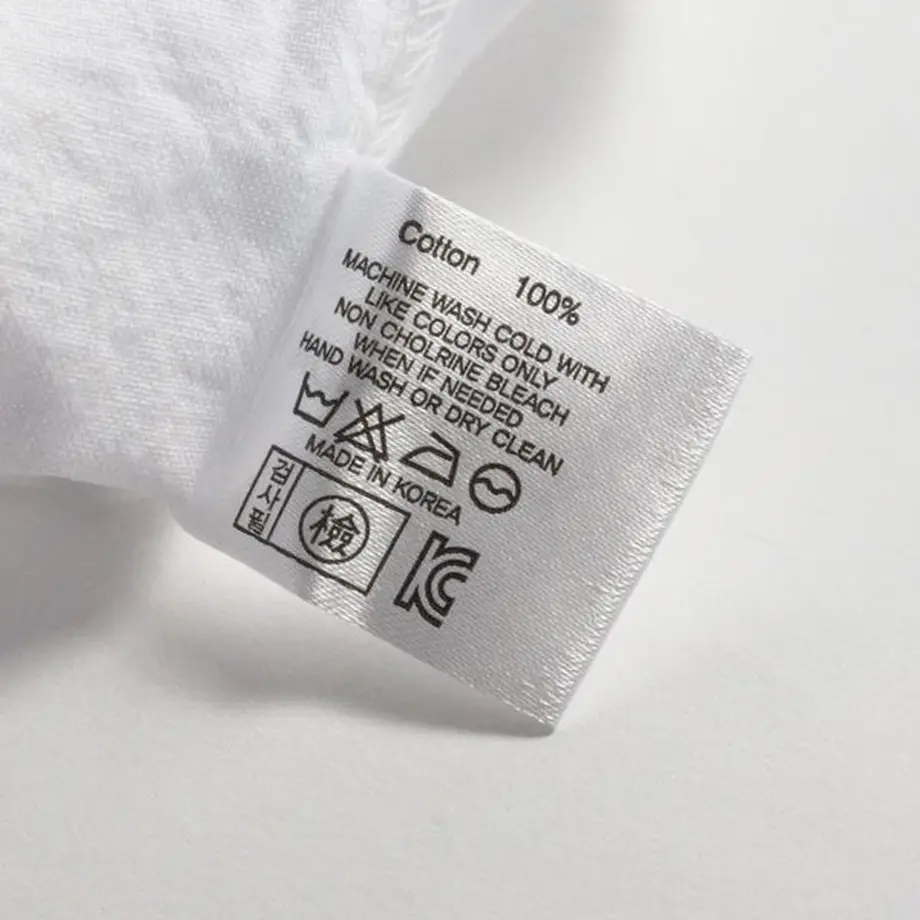 Cotton 100%
MACHINE WASH COLD WITH
LIKE COLORS ONLY
NON CHOLRINE BLEACH
WHEN IF NEEDED
HAND WASH OR DRY CLEAN
MADE IN KOREA
검사필
檢
KC